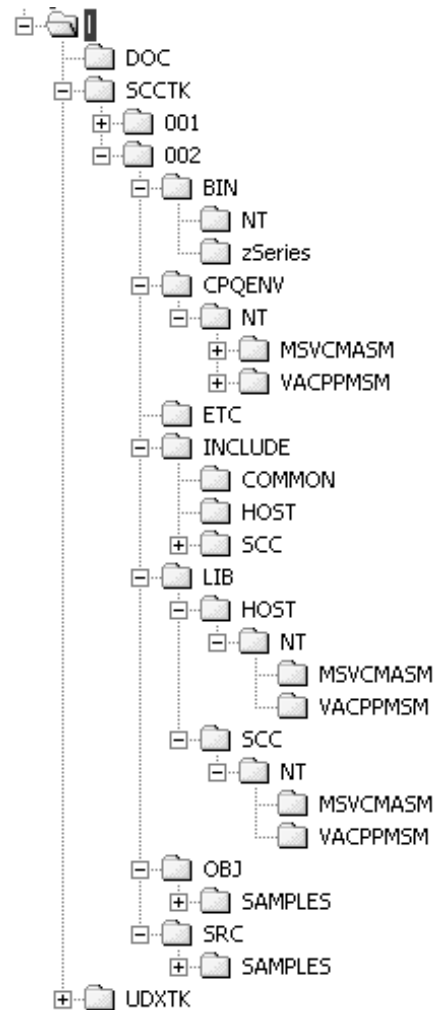 DOC
SCCTK
001
002
BIN
NT
zSeries
CPQENV
NT
MSVCMASM
VACPPMSM
ETC
INCLUDE
COMMON
HOST
SCC
LIB
HOST
NT
MSVCMASM
VACPPMSM
SCC
NT
MSVCMASM
VACPPMSM
OBJ
SAMPLES
SRC
SAMPLES
UDXTK